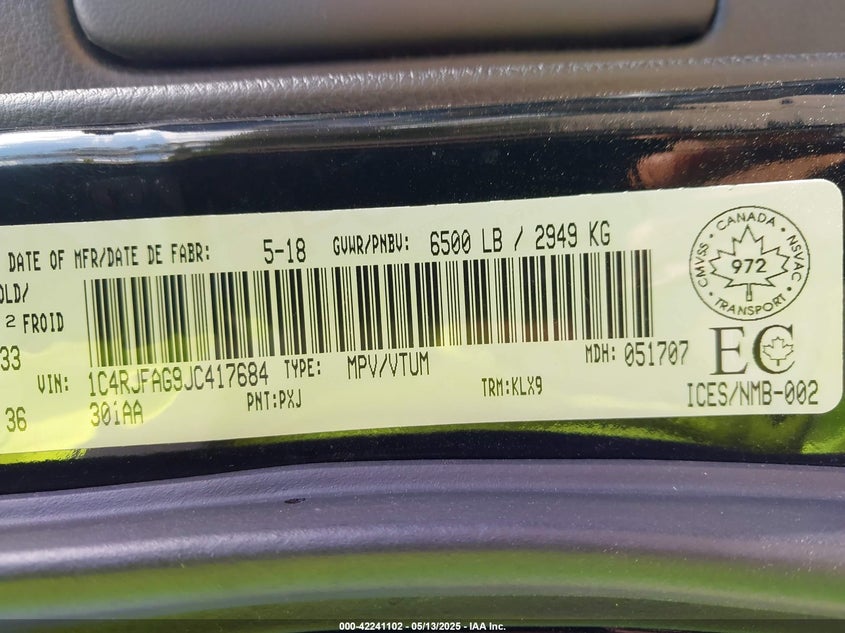 DATE OF MFR/DATE DE FABR: 5-18 GVWR/PNBV: 6500 LB / 2949 KG
OLD/
2 FROID
33
VIN: 1C4RJFAG9JC417684 TYPE: MPV/VTUM MDH: 051707
36 301AA PNT:PXJ TRM:KLX9
CMVSS • CANADA • NSVAC • TRANSPORT •
972
EC
ICES/NMB-002
000-42241102 - 05/13/2025 - IAA Inc.